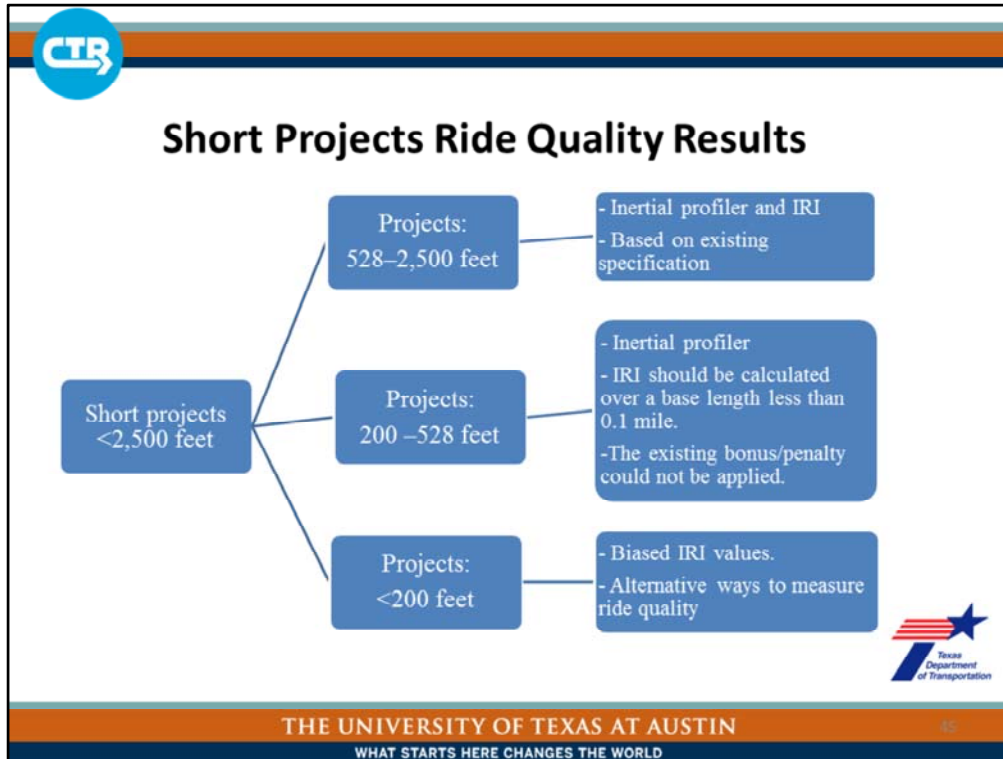 CTR
Short Projects Ride Quality Results
Short projects
<2,500 feet
Projects:
528–2,500 feet
- Inertial profiler and IRI
- Based on existing
specification
Projects:
200 –528 feet
- Inertial profiler
- IRI should be calculated
over a base length less than
0.1 mile.
-The existing bonus/penalty
could not be applied.
Projects:
<200 feet
- Biased IRI values.
- Alternative ways to measure
ride quality
Texas
Department
of Transportation
THE UNIVERSITY OF TEXAS AT AUSTIN
45
WHAT STARTS HERE CHANGES THE WORLD